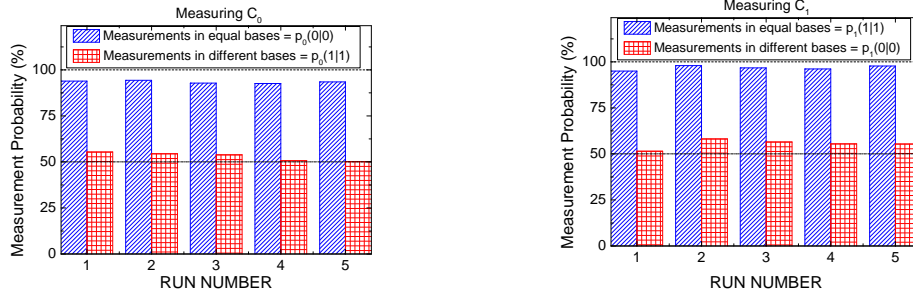 Measuring C0
Measurements in equal bases = p0(0|0)
Measurements in different bases = p0(1|1)
Measurement Probability (%)
100
75
50
25
0
1 2 3 4 5
RUN NUMBER
Measuring C1
Measurements in equal bases = p1(1|1)
Measurements in different bases = p1(0|0)
Measurement Probability (%)
100
75
50
25
0
1 2 3 4 5
RUN NUMBER